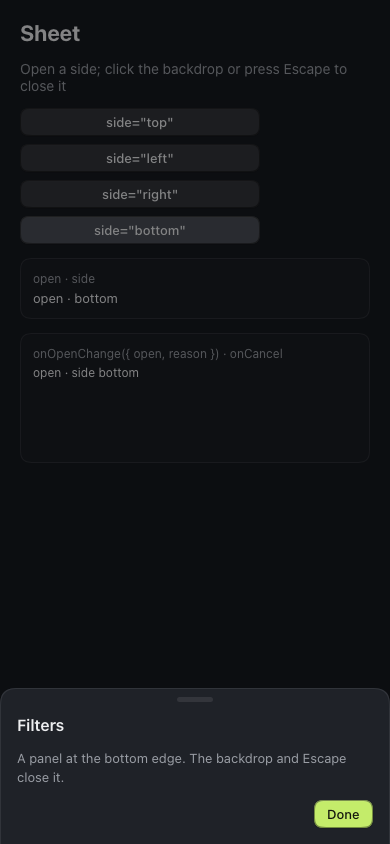 Sheet
Open a side; click the backdrop or press Escape to
close it
side="top"
side="left"
side="right"
side="bottom"
open · side
open · bottom
onOpenChange({ open, reason }) · onCancel
open · side bottom
Filters
A panel at the bottom edge. The backdrop and Escape
close it.
Done